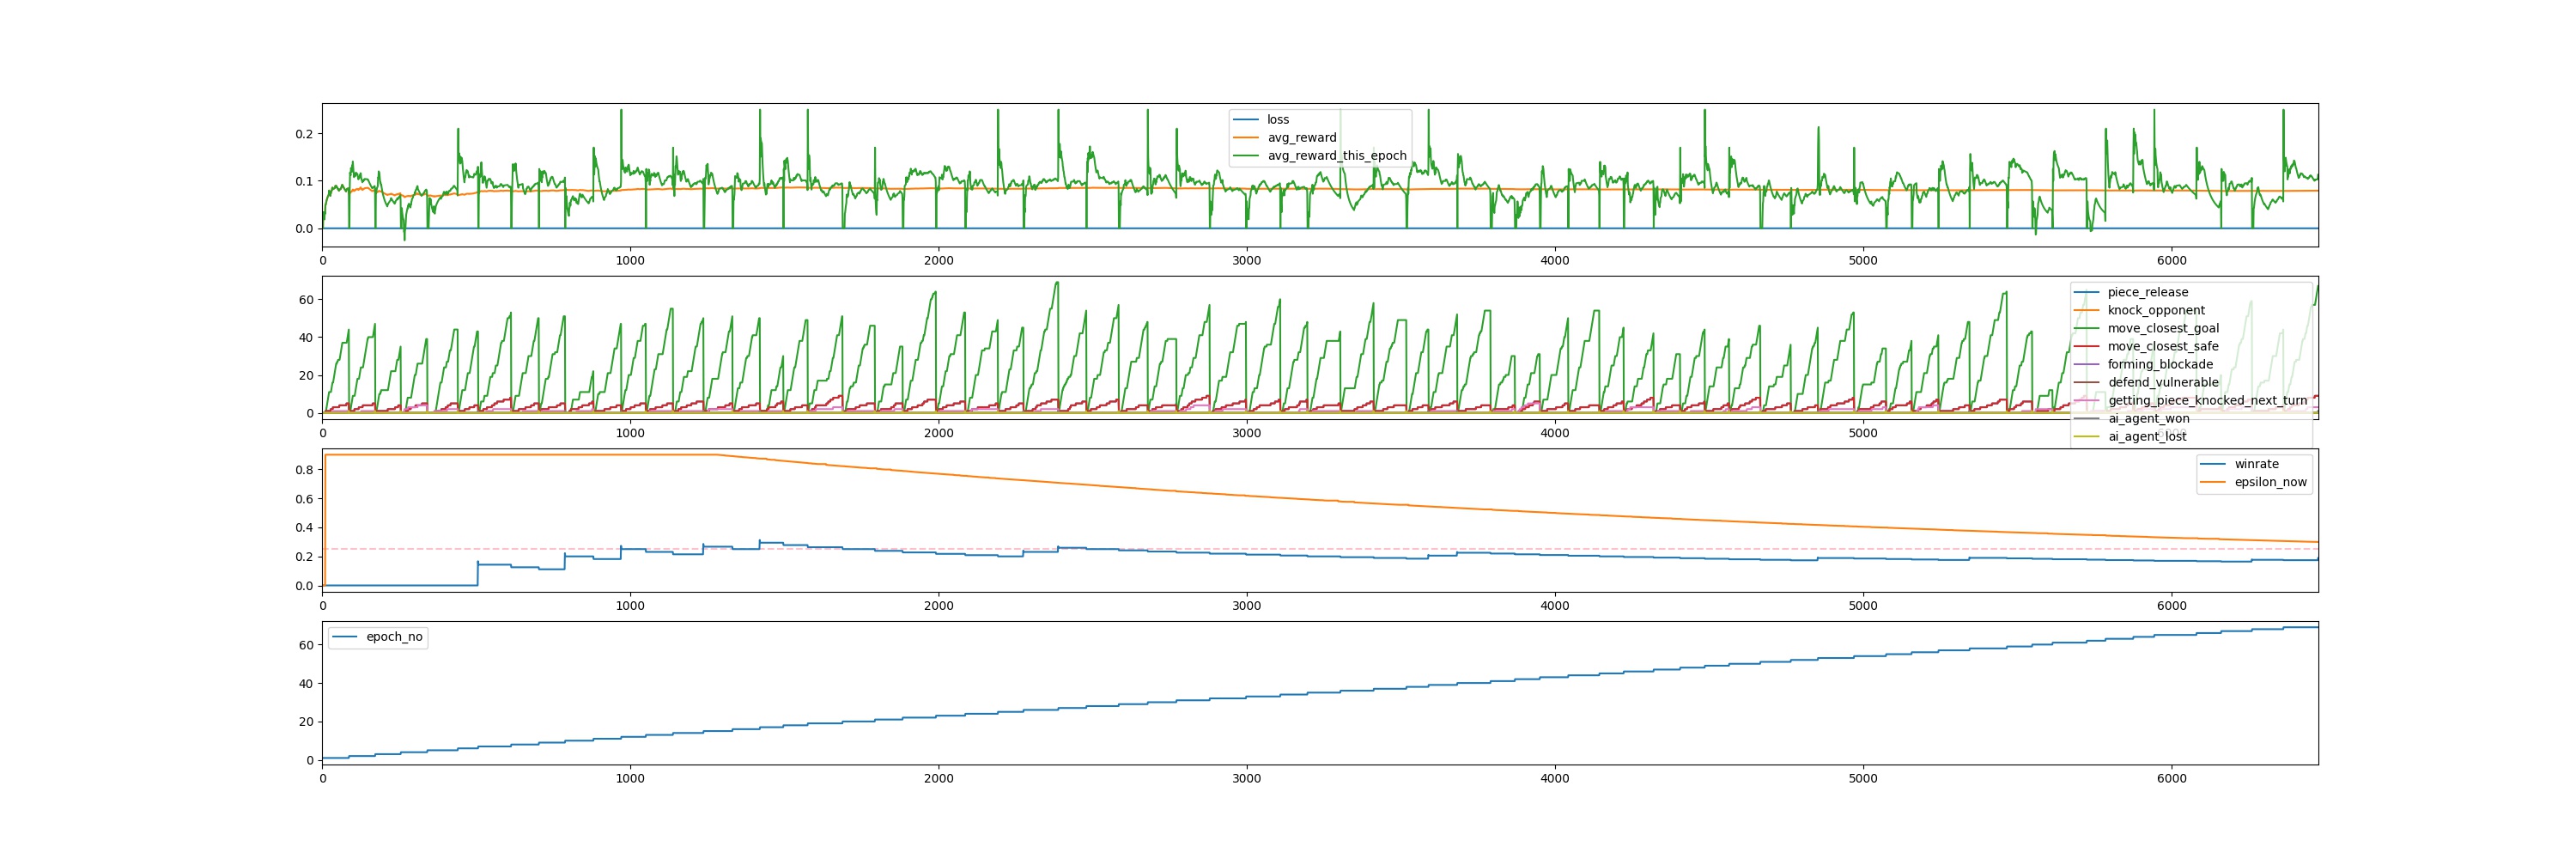 0.2
0.1
0.0
loss
avg_reward
avg_reward_this_epoch
0 1000 2000 3000 4000 5000 6000
60
40
20
0
piece_release
knock_opponent
move_closest_goal
move_closest_safe
forming_blockade
defend_vulnerable
getting_piece_knocked_next_turn
ai_agent_won
ai_agent_lost
0 1000 2000 3000 4000 5000 6000
0.8
0.6
0.4
0.2
0.0
winrate
epsilon_now
0 1000 2000 3000 4000 5000 6000
60
40
20
0
epoch_no
0 1000 2000 3000 4000 5000 6000